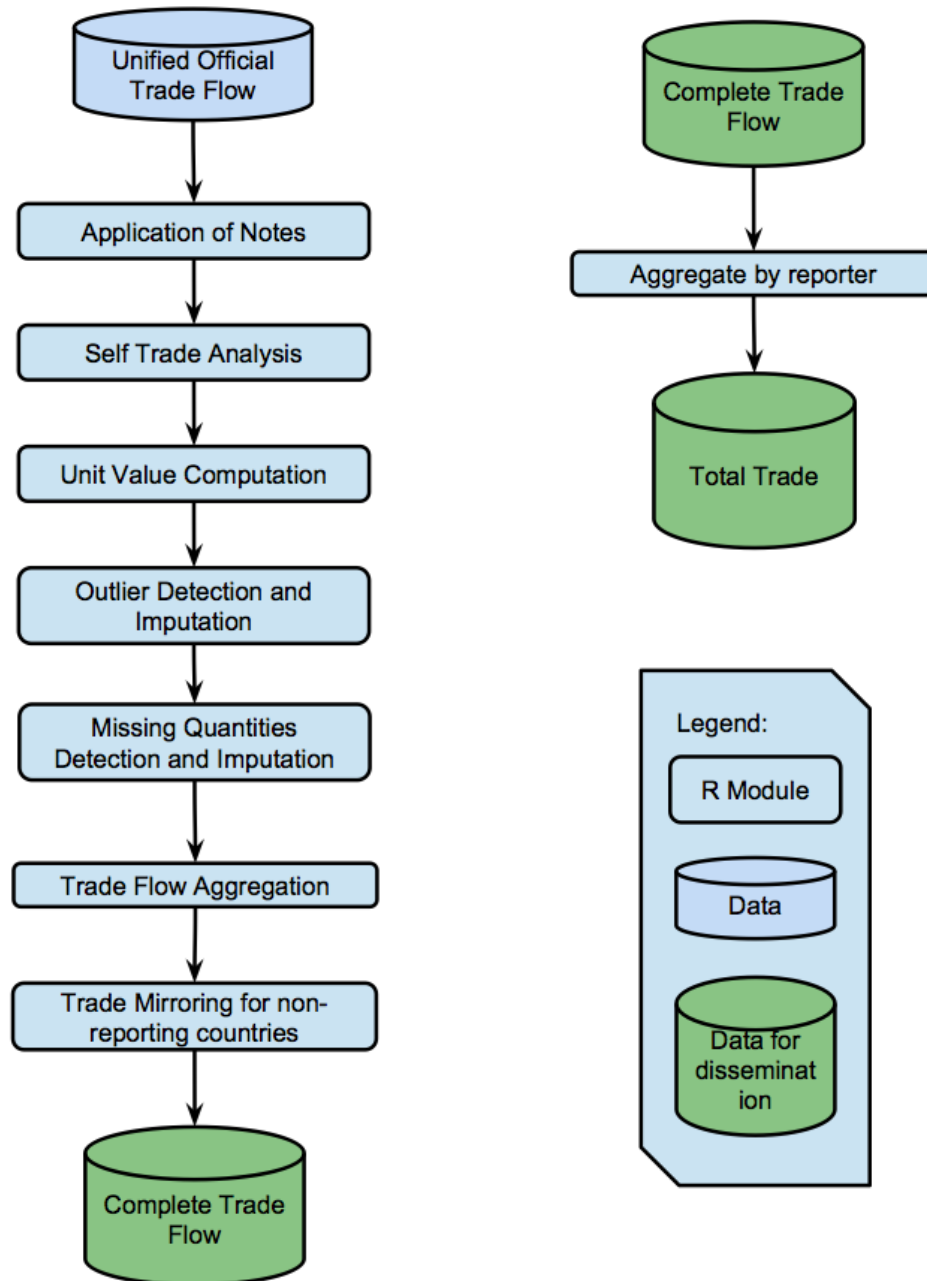 Unified Official
Trade Flow
Application of Notes
Self Trade Analysis
Unit Value Computation
Outlier Detection and
Imputation
Missing Quantities
Detection and Imputation
Trade Flow Aggregation
Trade Mirroring for non-
reporting countries
Complete Trade
Flow
Complete Trade
Flow
Aggregate by reporter
Total Trade
Legend:
R Module
Data
Data for
disseminat
ion